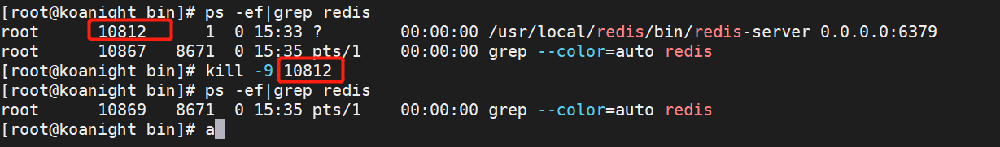 [root@koanight bin]# ps -ef|grep redis
root      10812      1  0 15:33 ?        00:00:00 /usr/local/redis/bin/redis-server 0.0.0.0:6379
root      10867   8671  0 15:35 pts/1    00:00:00 grep --color=auto redis
[root@koanight bin]# kill -9 10812
[root@koanight bin]# ps -ef|grep redis
root      10869   8671  0 15:35 pts/1    00:00:00 grep --color=auto redis
[root@koanight bin]# a